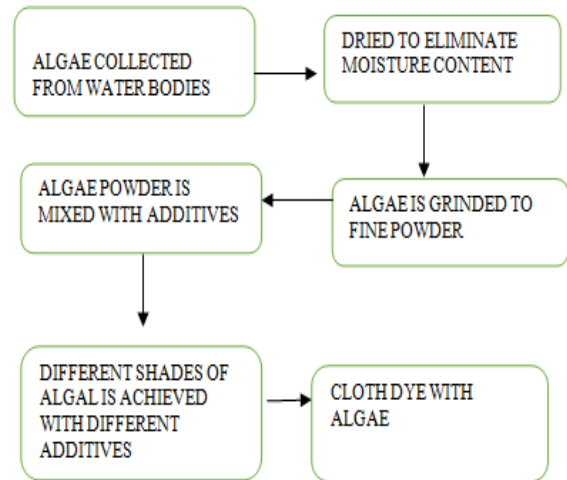 ALGAE COLLECTED
FROM WATER BODIES
DRIED TO ELIMINATE
MOISTURE CONTENT
ALGAE IS GRINDED TO
FINE POWDER
ALGAE POWDER IS
MIXED WITH ADDITIVES
DIFFERENT SHADES OF
ALGAL IS ACHIEVED
WITH DIFFERENT
ADDITIVES
CLOTH DYE WITH
ALGAE